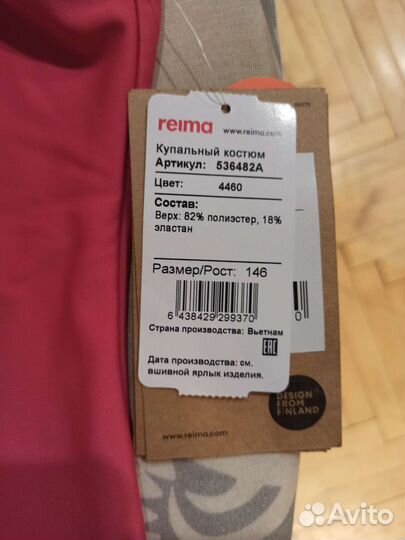 reima
www.reima.com
Купальный костюм
Артикул: 536482A
Цвет: 4460
Состав:
Верх: 82% полиэстер, 18%
эластан
Размер/Рост: 146
6 438429 299370
0
Страна производства: Вьетнам
EAC
Дата производства: см.
вшивной ярлык изделия.
DESIGN
FROM
FINLAND
www.reima.com
Avito